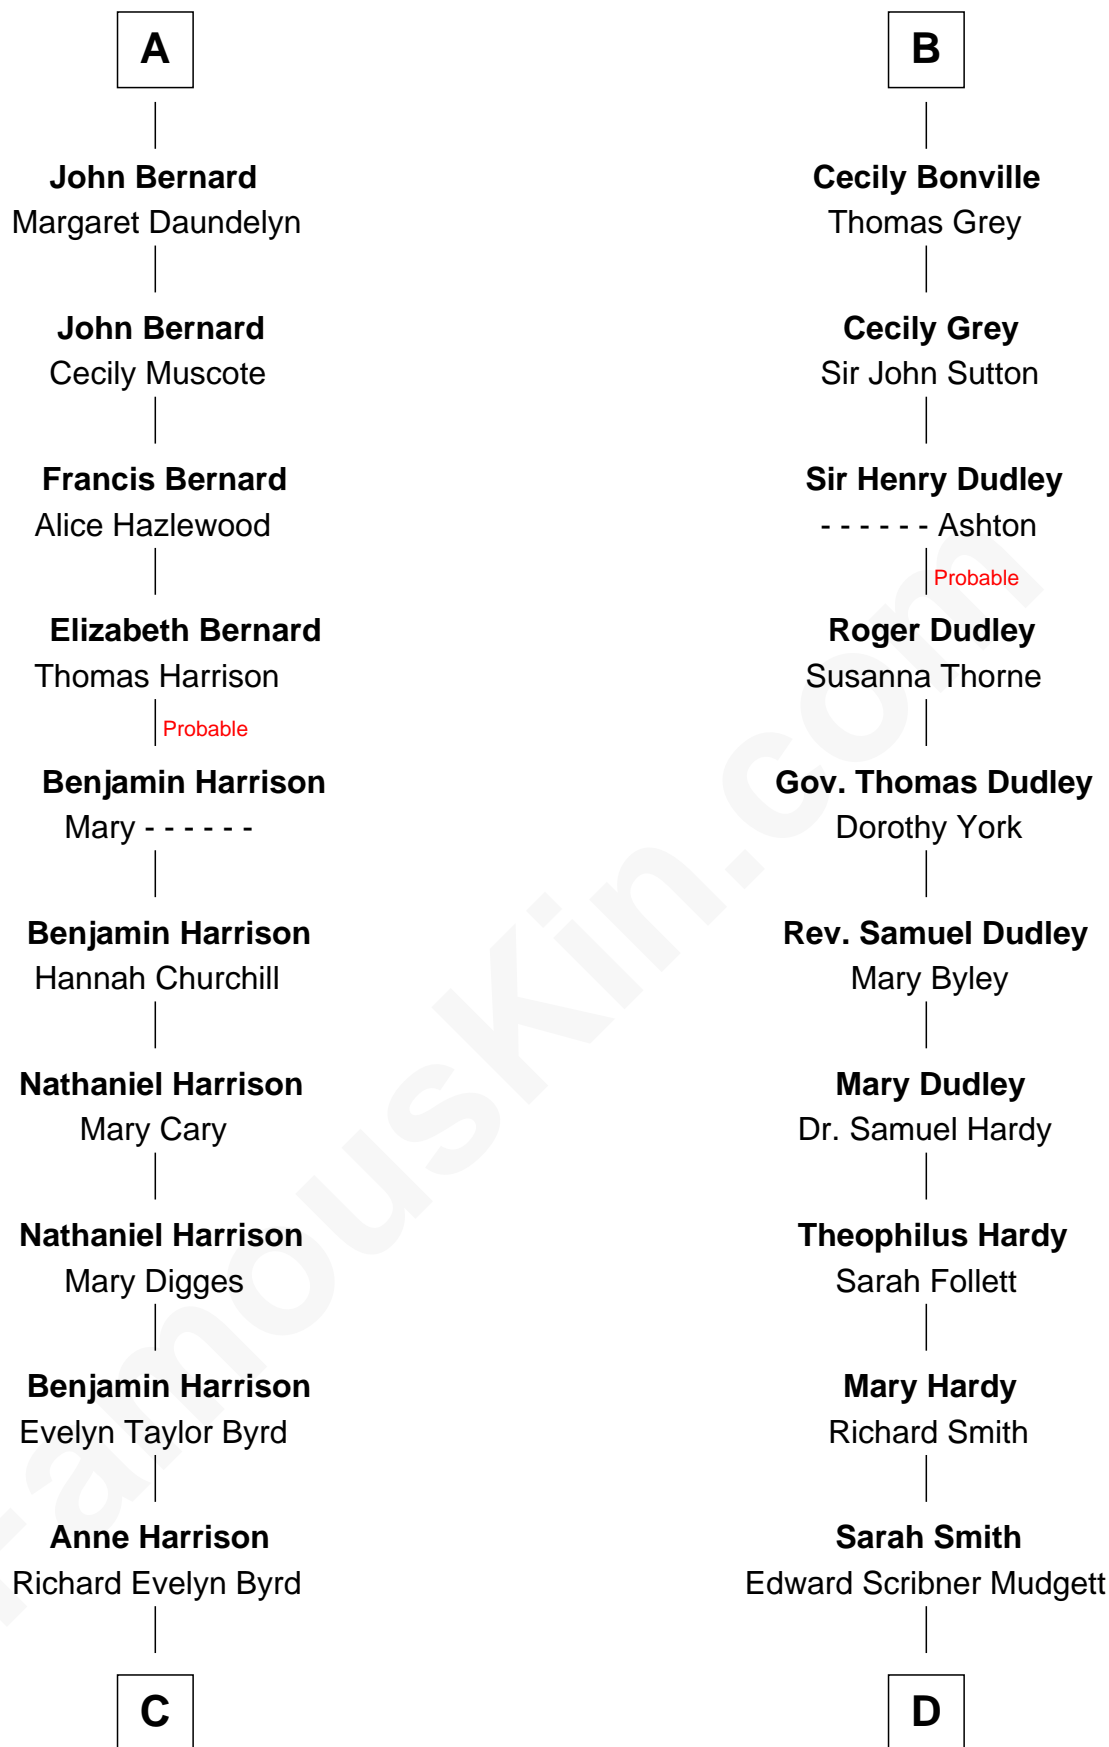 A
John Bernard
Margaret Daundelyn
John Bernard
Cecily Muscote
Francis Bernard
Alice Hazlewood
Elizabeth Bernard
Thomas Harrison
Probable
Benjamin Harrison
Mary - - - - - -
Benjamin Harrison
Hannah Churchill
Nathaniel Harrison
Mary Cary
Nathaniel Harrison
Mary Digges
Benjamin Harrison
Evelyn Taylor Byrd
Anne Harrison
Richard Evelyn Byrd
C
B
Cecily Bonville
Thomas Grey
Cecily Grey
Sir John Sutton
Sir Henry Dudley
- - - - - - Ashton
Probable
Roger Dudley
Susanna Thorne
Gov. Thomas Dudley
Dorothy York
Rev. Samuel Dudley
Mary Byley
Mary Dudley
Dr. Samuel Hardy
Theophilus Hardy
Sarah Follett
Mary Hardy
Richard Smith
Sarah Smith
Edward Scribner Mudgett
D
FamousKin.com